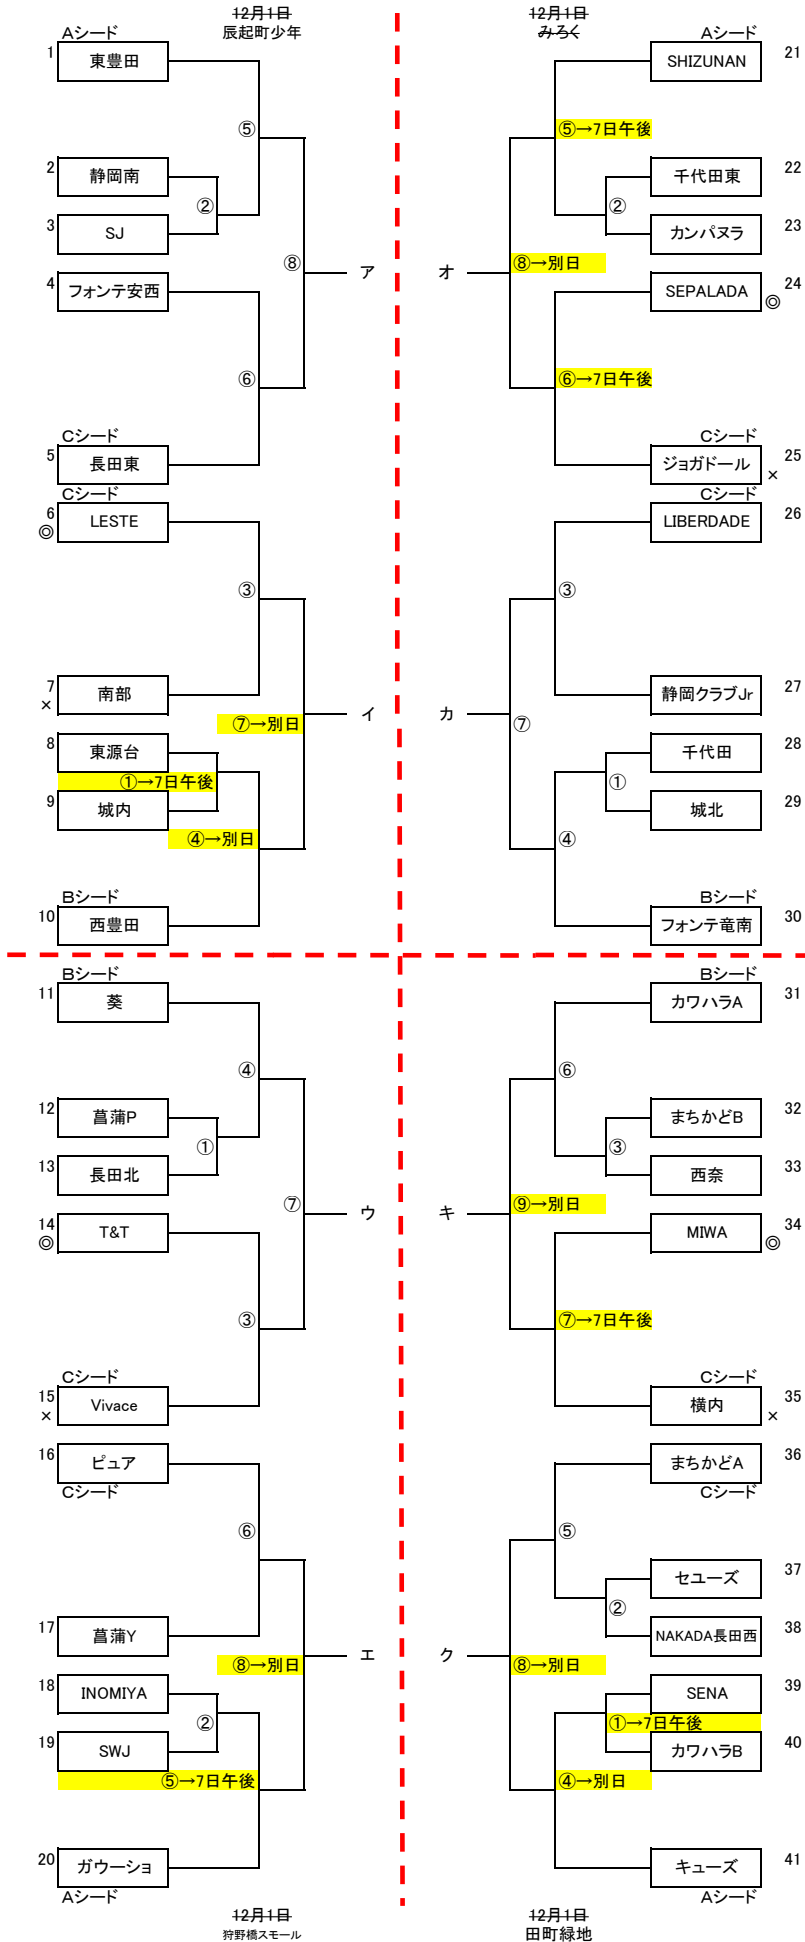 12月1日
辰起町少年
Aシード
1 東豊田
⑤
2 静岡南
②
3 SJ
⑧
ア
4 フォンテ安西
⑥
Cシード
5 長田東
Cシード
6 LESTE
◎
③
7 南部
×
⑦→別日
イ
8 東源台
①→7日午後
9 城内
④→別日
Bシード
10 西豊田
Bシード
11 葵
④
12 菖蒲P
①
13 長田北
⑦
ウ
14 T&T
◎
③
Cシード
15 Vivace
×
16 ピュア
Cシード
⑥
17 菖蒲Y
⑧→別日
エ
18 INOMIYA
②
19 SWJ
⑤→7日午後
20 ガウーショ
Aシード
12月1日
狩野橋スモール
12月1日
みろく
Aシード
SHIZUNAN 21
⑤→7日午後
千代田東 22
②
カンパヌラ 23
⑧→別日
オ
SEPALADA 24
◎
⑥→7日午後
Cシード
ジョガドール 25
×
Cシード
LIBERDADE 26
③
静岡クラブJr 27
⑦
カ
千代田 28
①
城北 29
④
Bシード
フォンテ竜南 30
Bシード
カワハラA 31
⑥
まちかどB 32
③
西奈 33
⑨→別日
キ
MIWA 34
◎
⑦→7日午後
Cシード
横内 35
×
まちかどA 36
Cシード
⑤
セユーズ 37
②
NAKADA長田西 38
⑧→別日
ク
SENA 39
①→7日午後
カワハラB 40
④→別日
キューズ 41
Aシード
12月1日
田町緑地